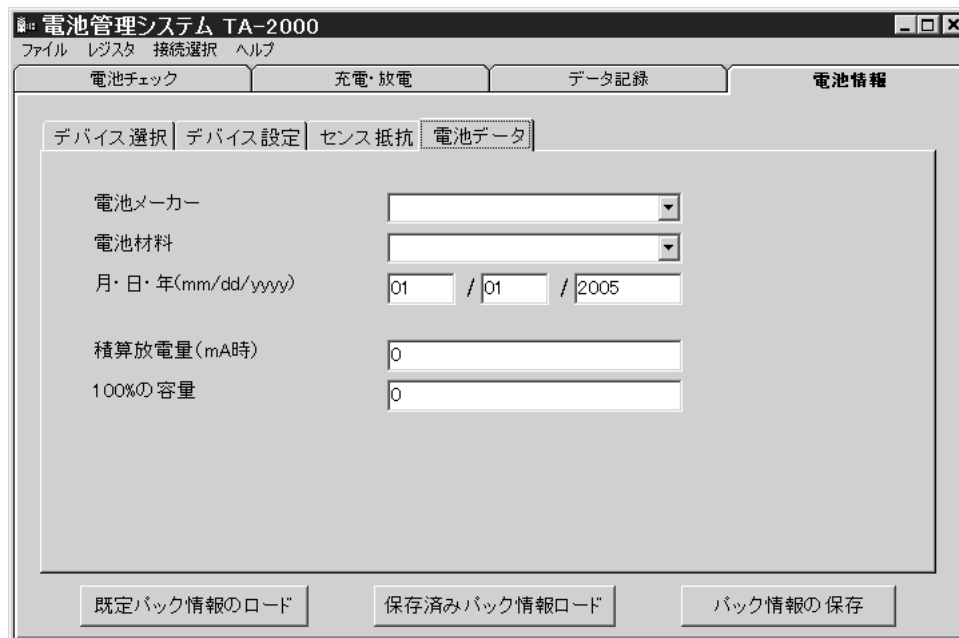 電池管理システム TA-2000
ファイル レジスタ 接続選択 ヘルプ
電池チェック 充電・放電 データ記録 電池情報
デバイス選択 デバイス設定 センス抵抗 電池データ
電池メーカー
電池材料
月・日・年(mm/dd/yyyy) 01 / 01 / 2005
積算放電量(mA時) 0
100%の容量 0
既定パック情報のロード 保存済みパック情報ロード パック情報の保存